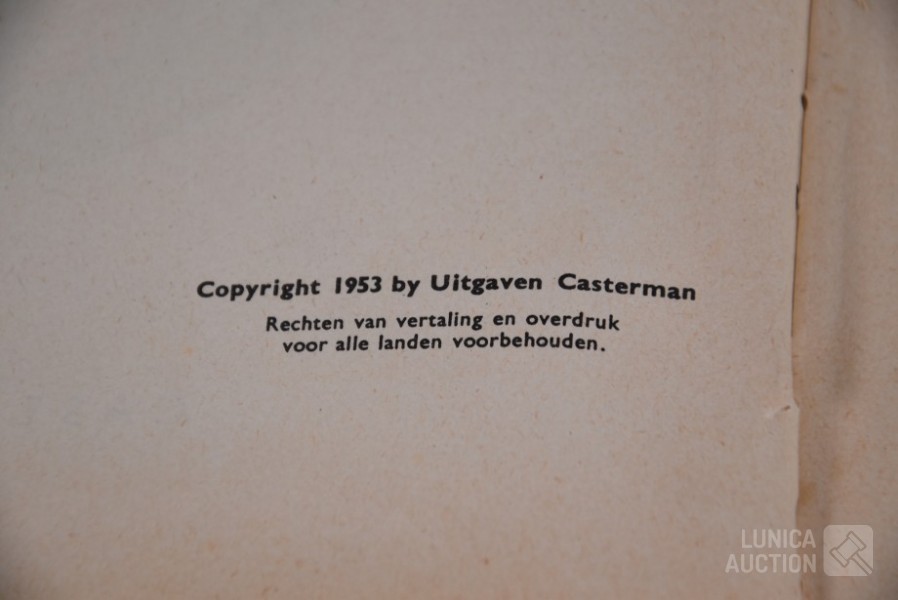 Copyright 1953 by Uitgaven Casterman
Rechten van vertaling en overdruk
voor alle landen voorbehouden.
LUNICA
AUCTION